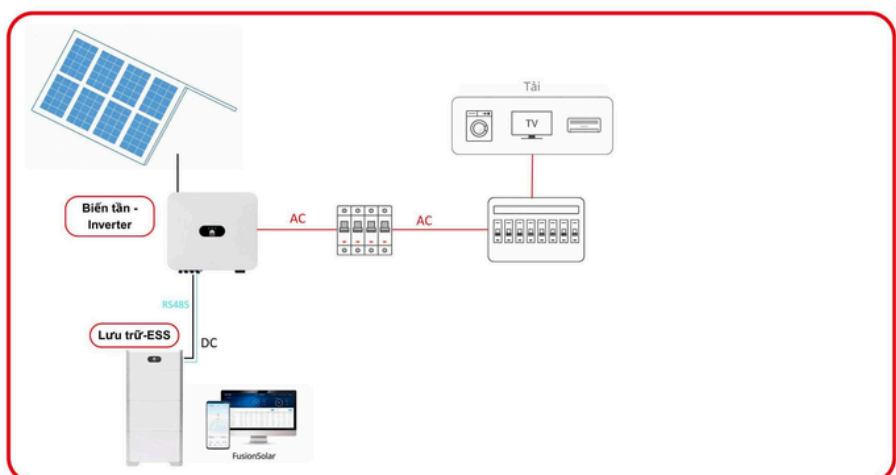 Tải
TV
Biến tần -
Inverter
AC
AC
RS485
Lưu trữ-ESS
DC
FusionSolar